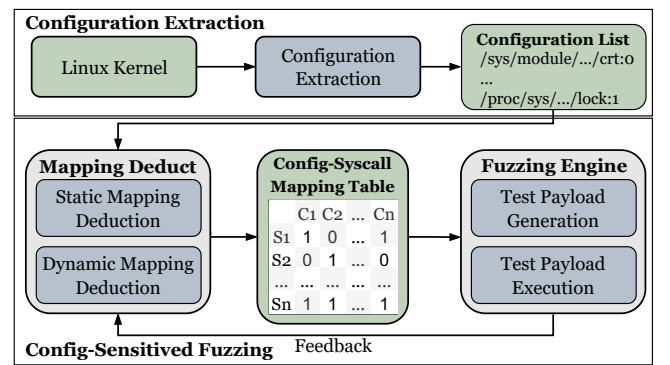 Configuration Extraction
Linux Kernel
Configuration
Extraction
Configuration List
/sys/module/.../crt:0
...
/proc/sys/.../lock:1
Mapping Deduct
Static Mapping
Deduction
Dynamic Mapping
Deduction
Config-Syscall
Mapping Table
C1 C2 ... Cn
S1 1 0 ... 1
S2 0 1 ... 0
... ... ... ... ...
Sn 1 1 ... 1
Fuzzing Engine
Test Payload
Generation
Test Payload
Execution
Config-Sensitived Fuzzing
Feedback